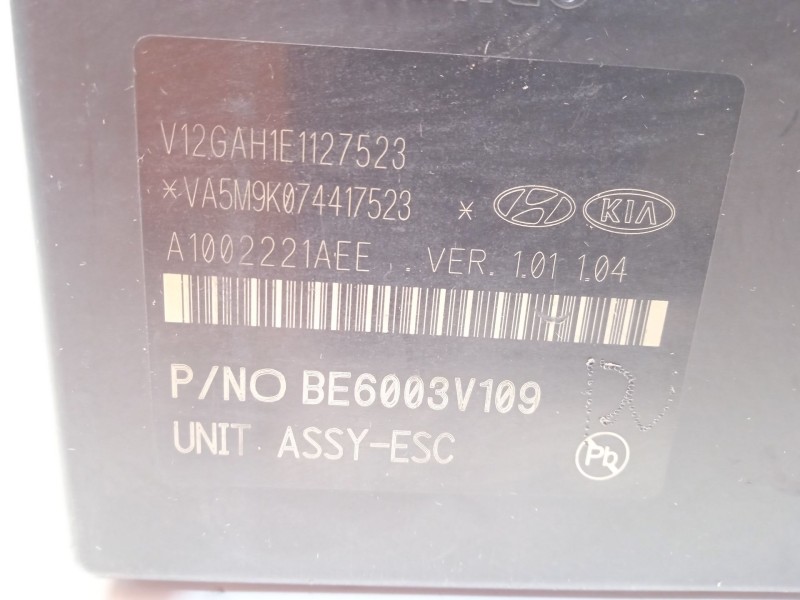 V12GAH1E1127523
*VA5M9K074417523 * KIA
A1002221AEE .. VER. 1.01 1.04
P/NO BE6003V109
UNIT ASSY-ESC
Pb